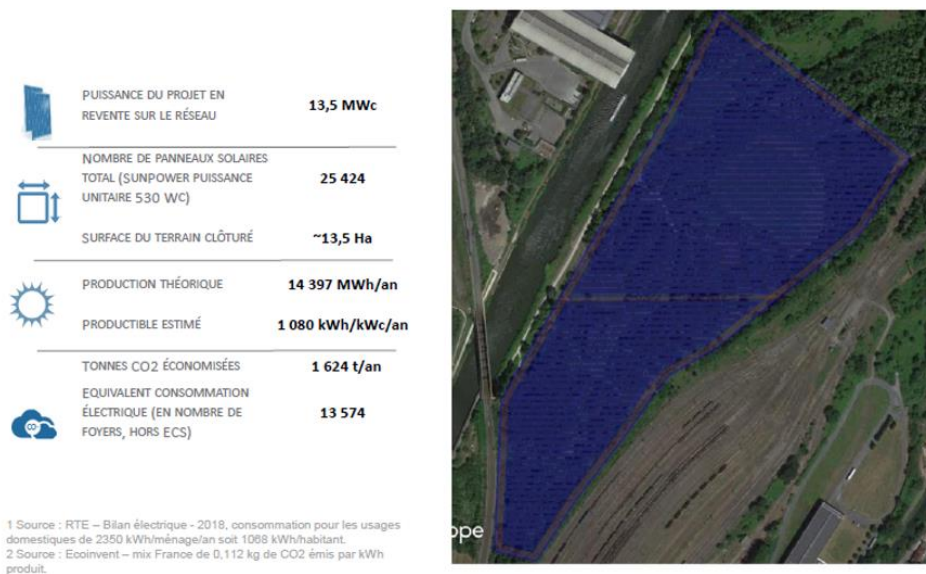 PUISSANCE DU PROJET EN
REVENTE SUR LE RÉSEAU
13,5 MWc
NOMBRE DE PANNEAUX SOLAIRES
TOTAL (SUNPOWER PUISSANCE
UNITAIRE 530 WC)
25 424
SURFACE DU TERRAIN CLÔTURÉ
~13,5 Ha
PRODUCTION THÉORIQUE
14 397 MWh/an
PRODUCTIBLE ESTIMÉ
1 080 kWh/kWc/an
TONNES CO2 ÉCONOMISÉES
1 624 t/an
EQUIVALENT CONSOMMATION
ÉLECTRIQUE (EN NOMBRE DE
FOYERS, HORS ECS)
13 574
1 Source : RTE – Bilan électrique - 2018, consommation pour les usages
domestiques de 2350 kWh/ménage/an soit 1068 kWh/habitant.
2 Source : Ecoinvent – mix France de 0,112 kg de CO2 émis par kWh
produit.
ope